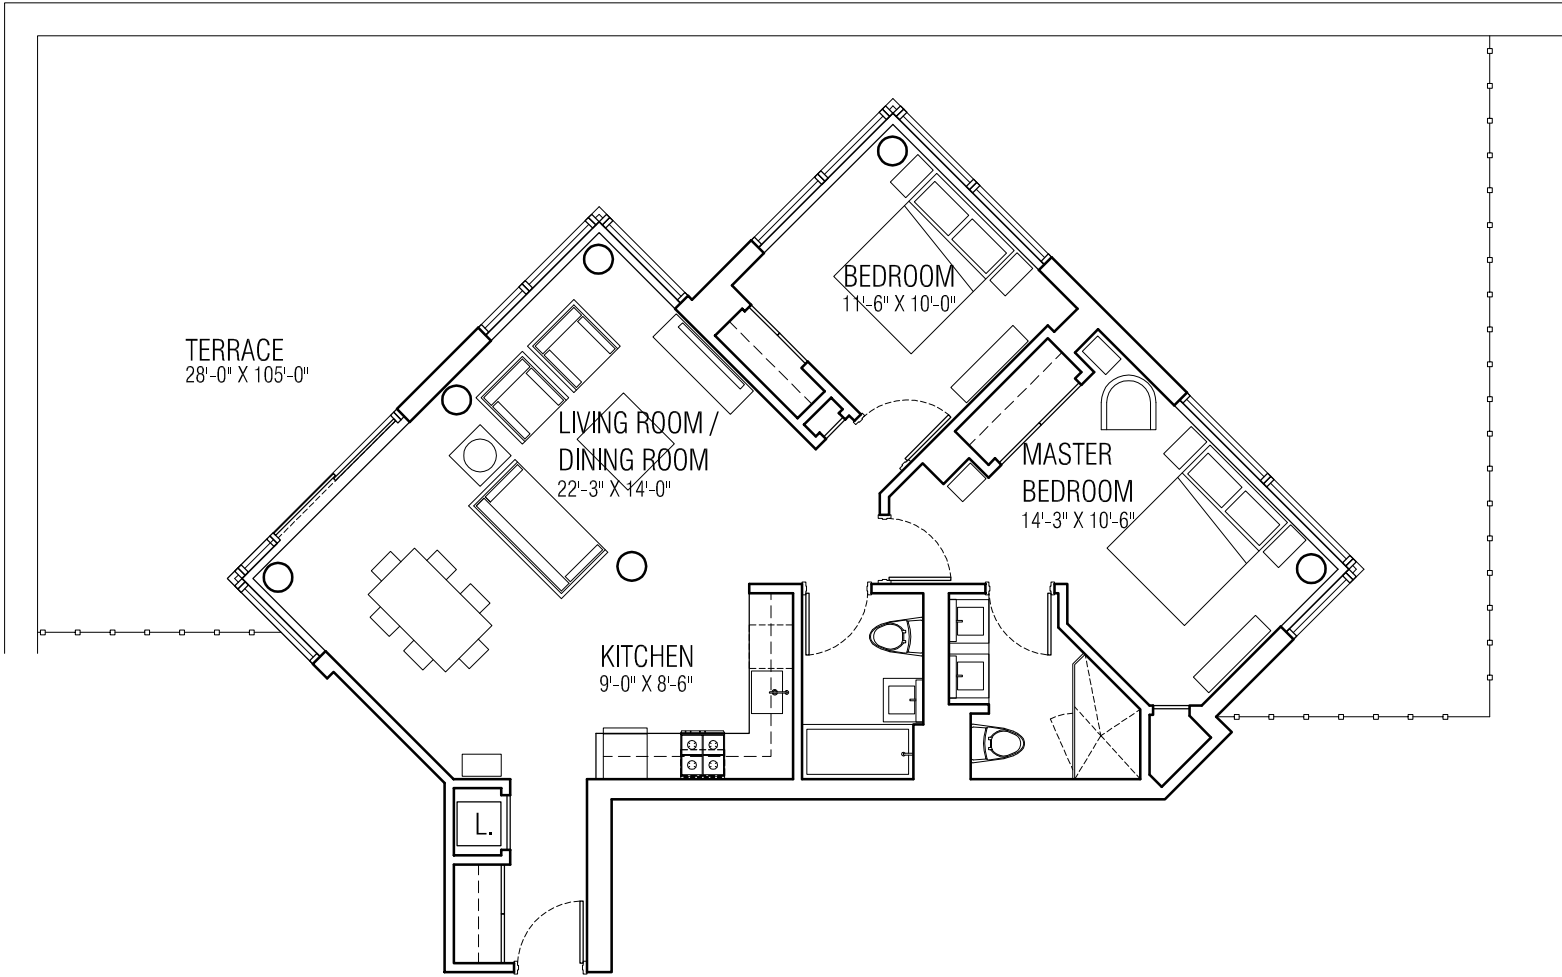 BEDROOM
11'-6" X 10'-0"
TERRACE
28'-0" X 105'-0"
LIVING ROOM /
DINING ROOM
22'-3" X 14'-0"
MASTER
BEDROOM
14'-3" X 10'-6"
KITCHEN
9'-0" X 8'-6"
L.